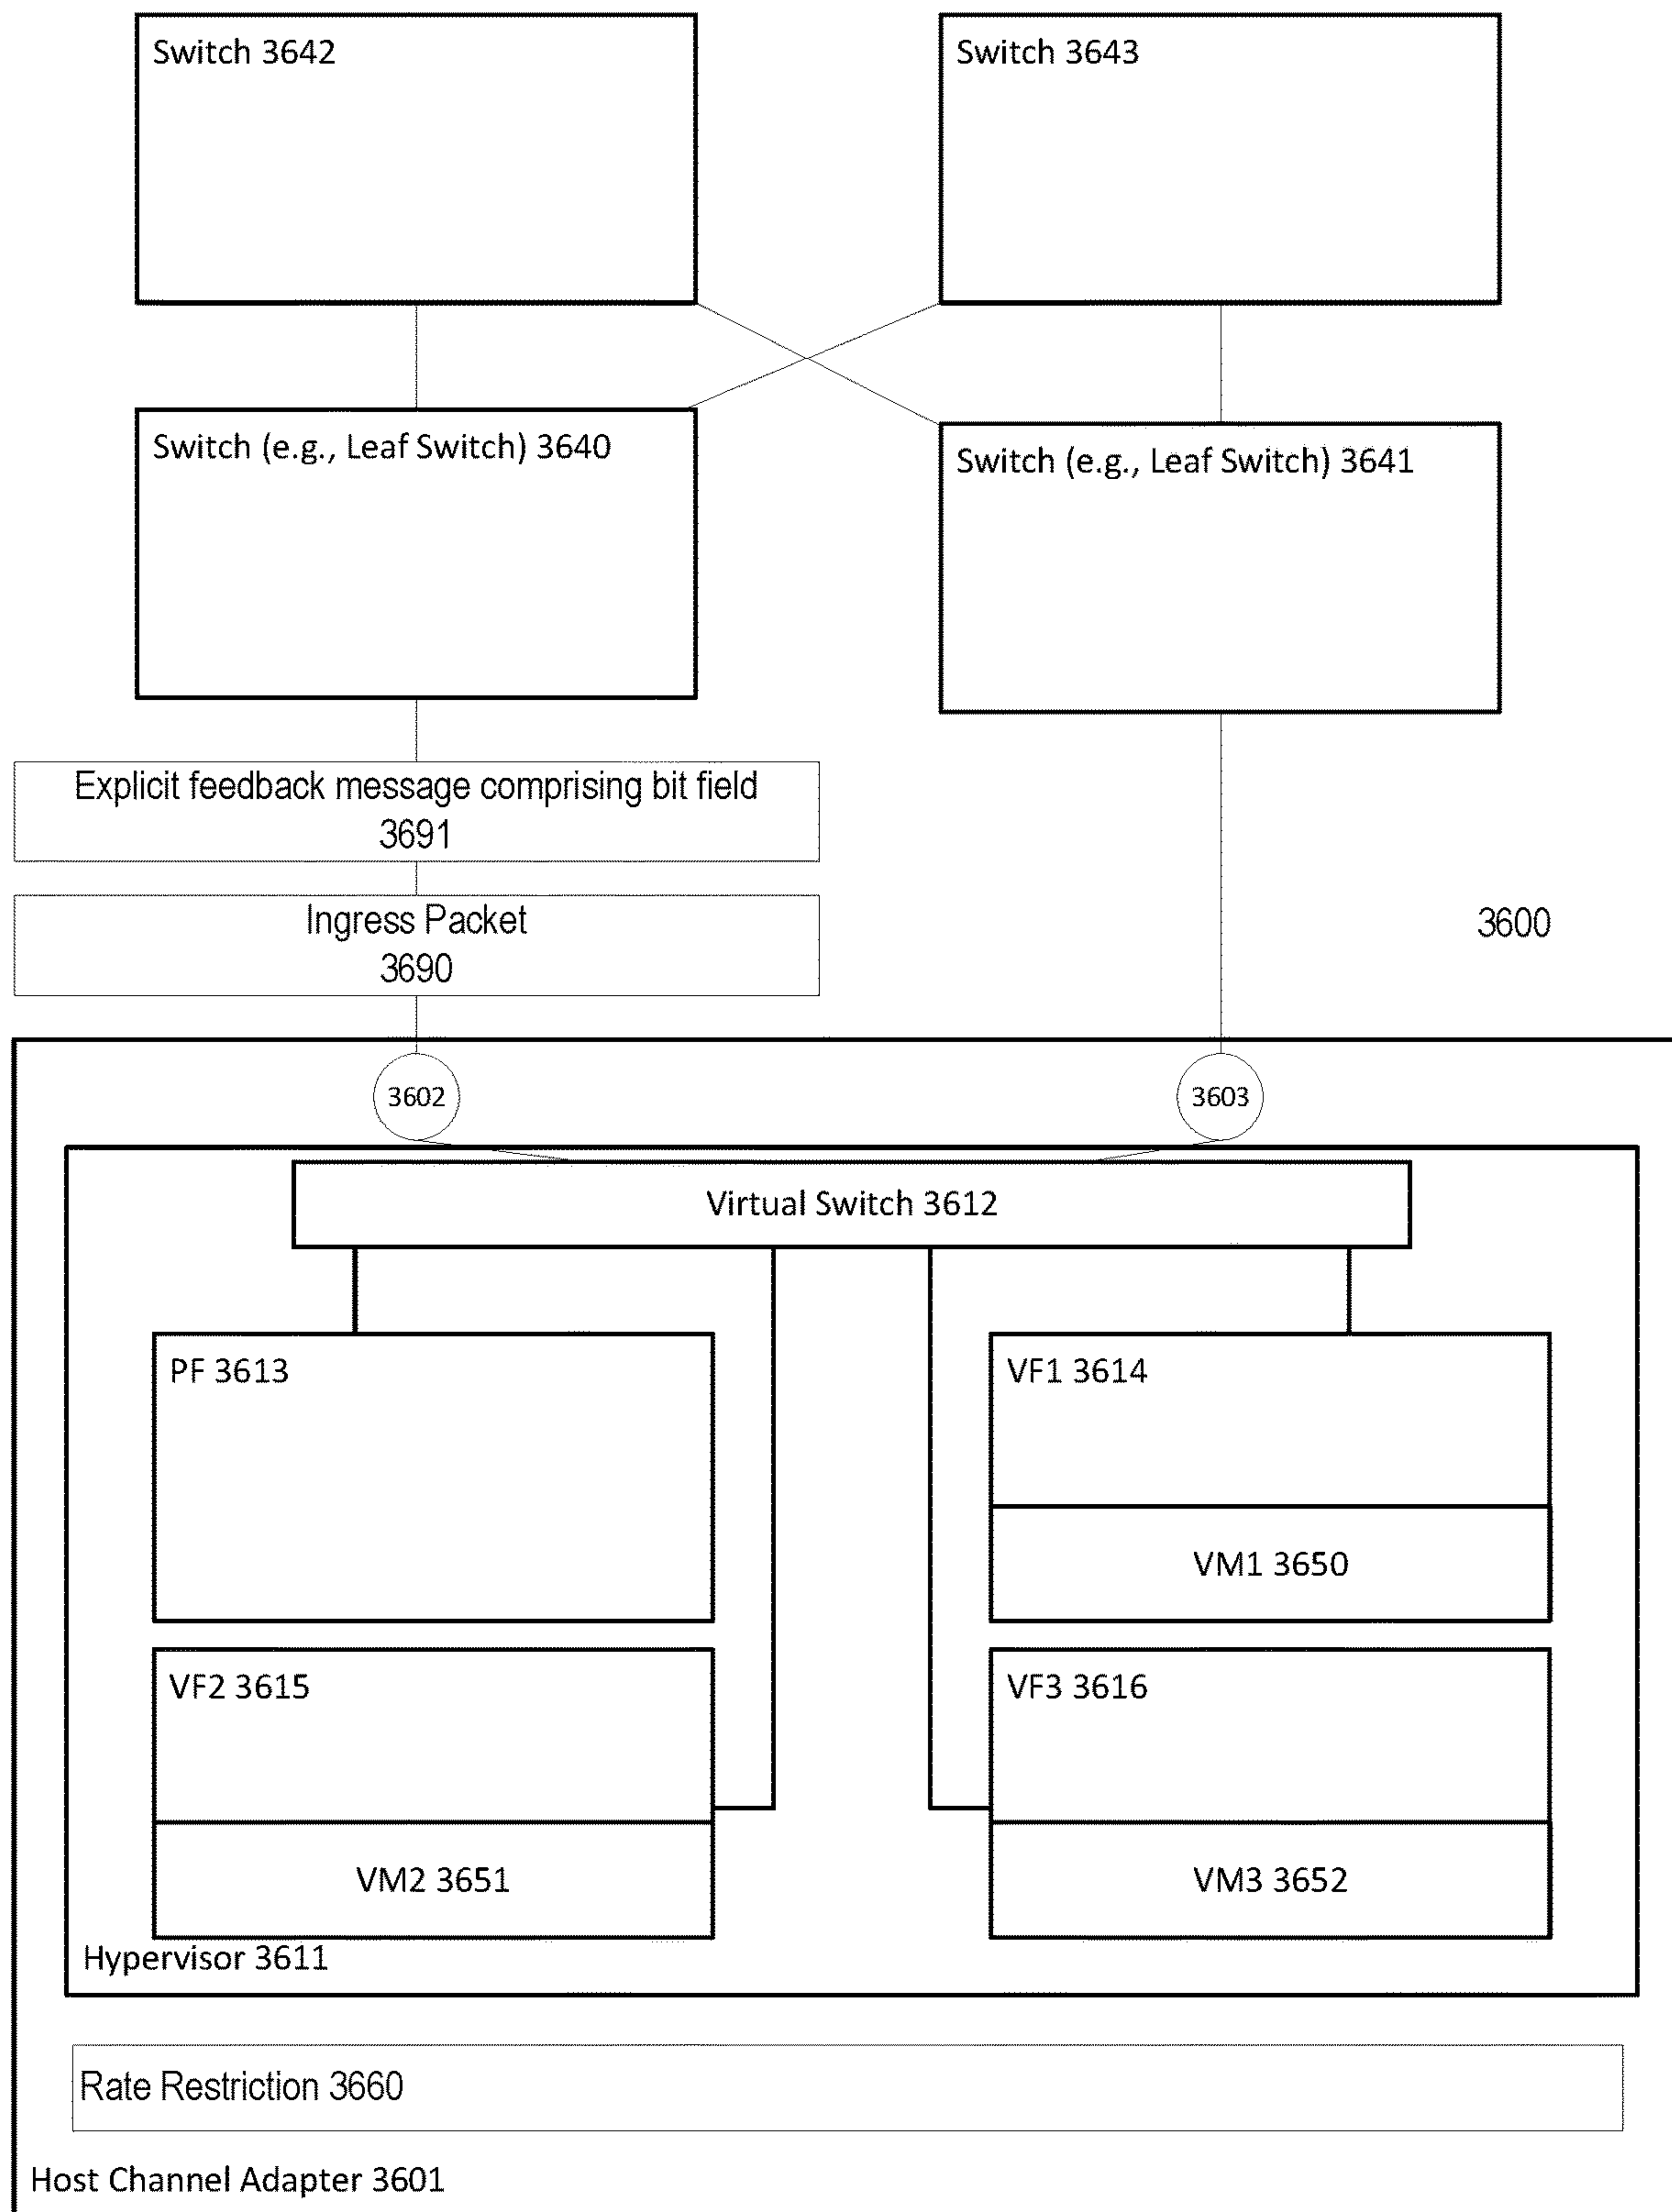 Switch 3642
Switch 3643
Switch (e.g., Leaf Switch) 3640
Switch (e.g., Leaf Switch) 3641
Explicit feedback message comprising bit field
3691
Ingress Packet
3690
3600
3602
3603
Virtual Switch 3612
PF 3613
VF1 3614
VM1 3650
VF2 3615
VF3 3616
VM2 3651
VM3 3652
Hypervisor 3611
Rate Restriction 3660
Host Channel Adapter 3601